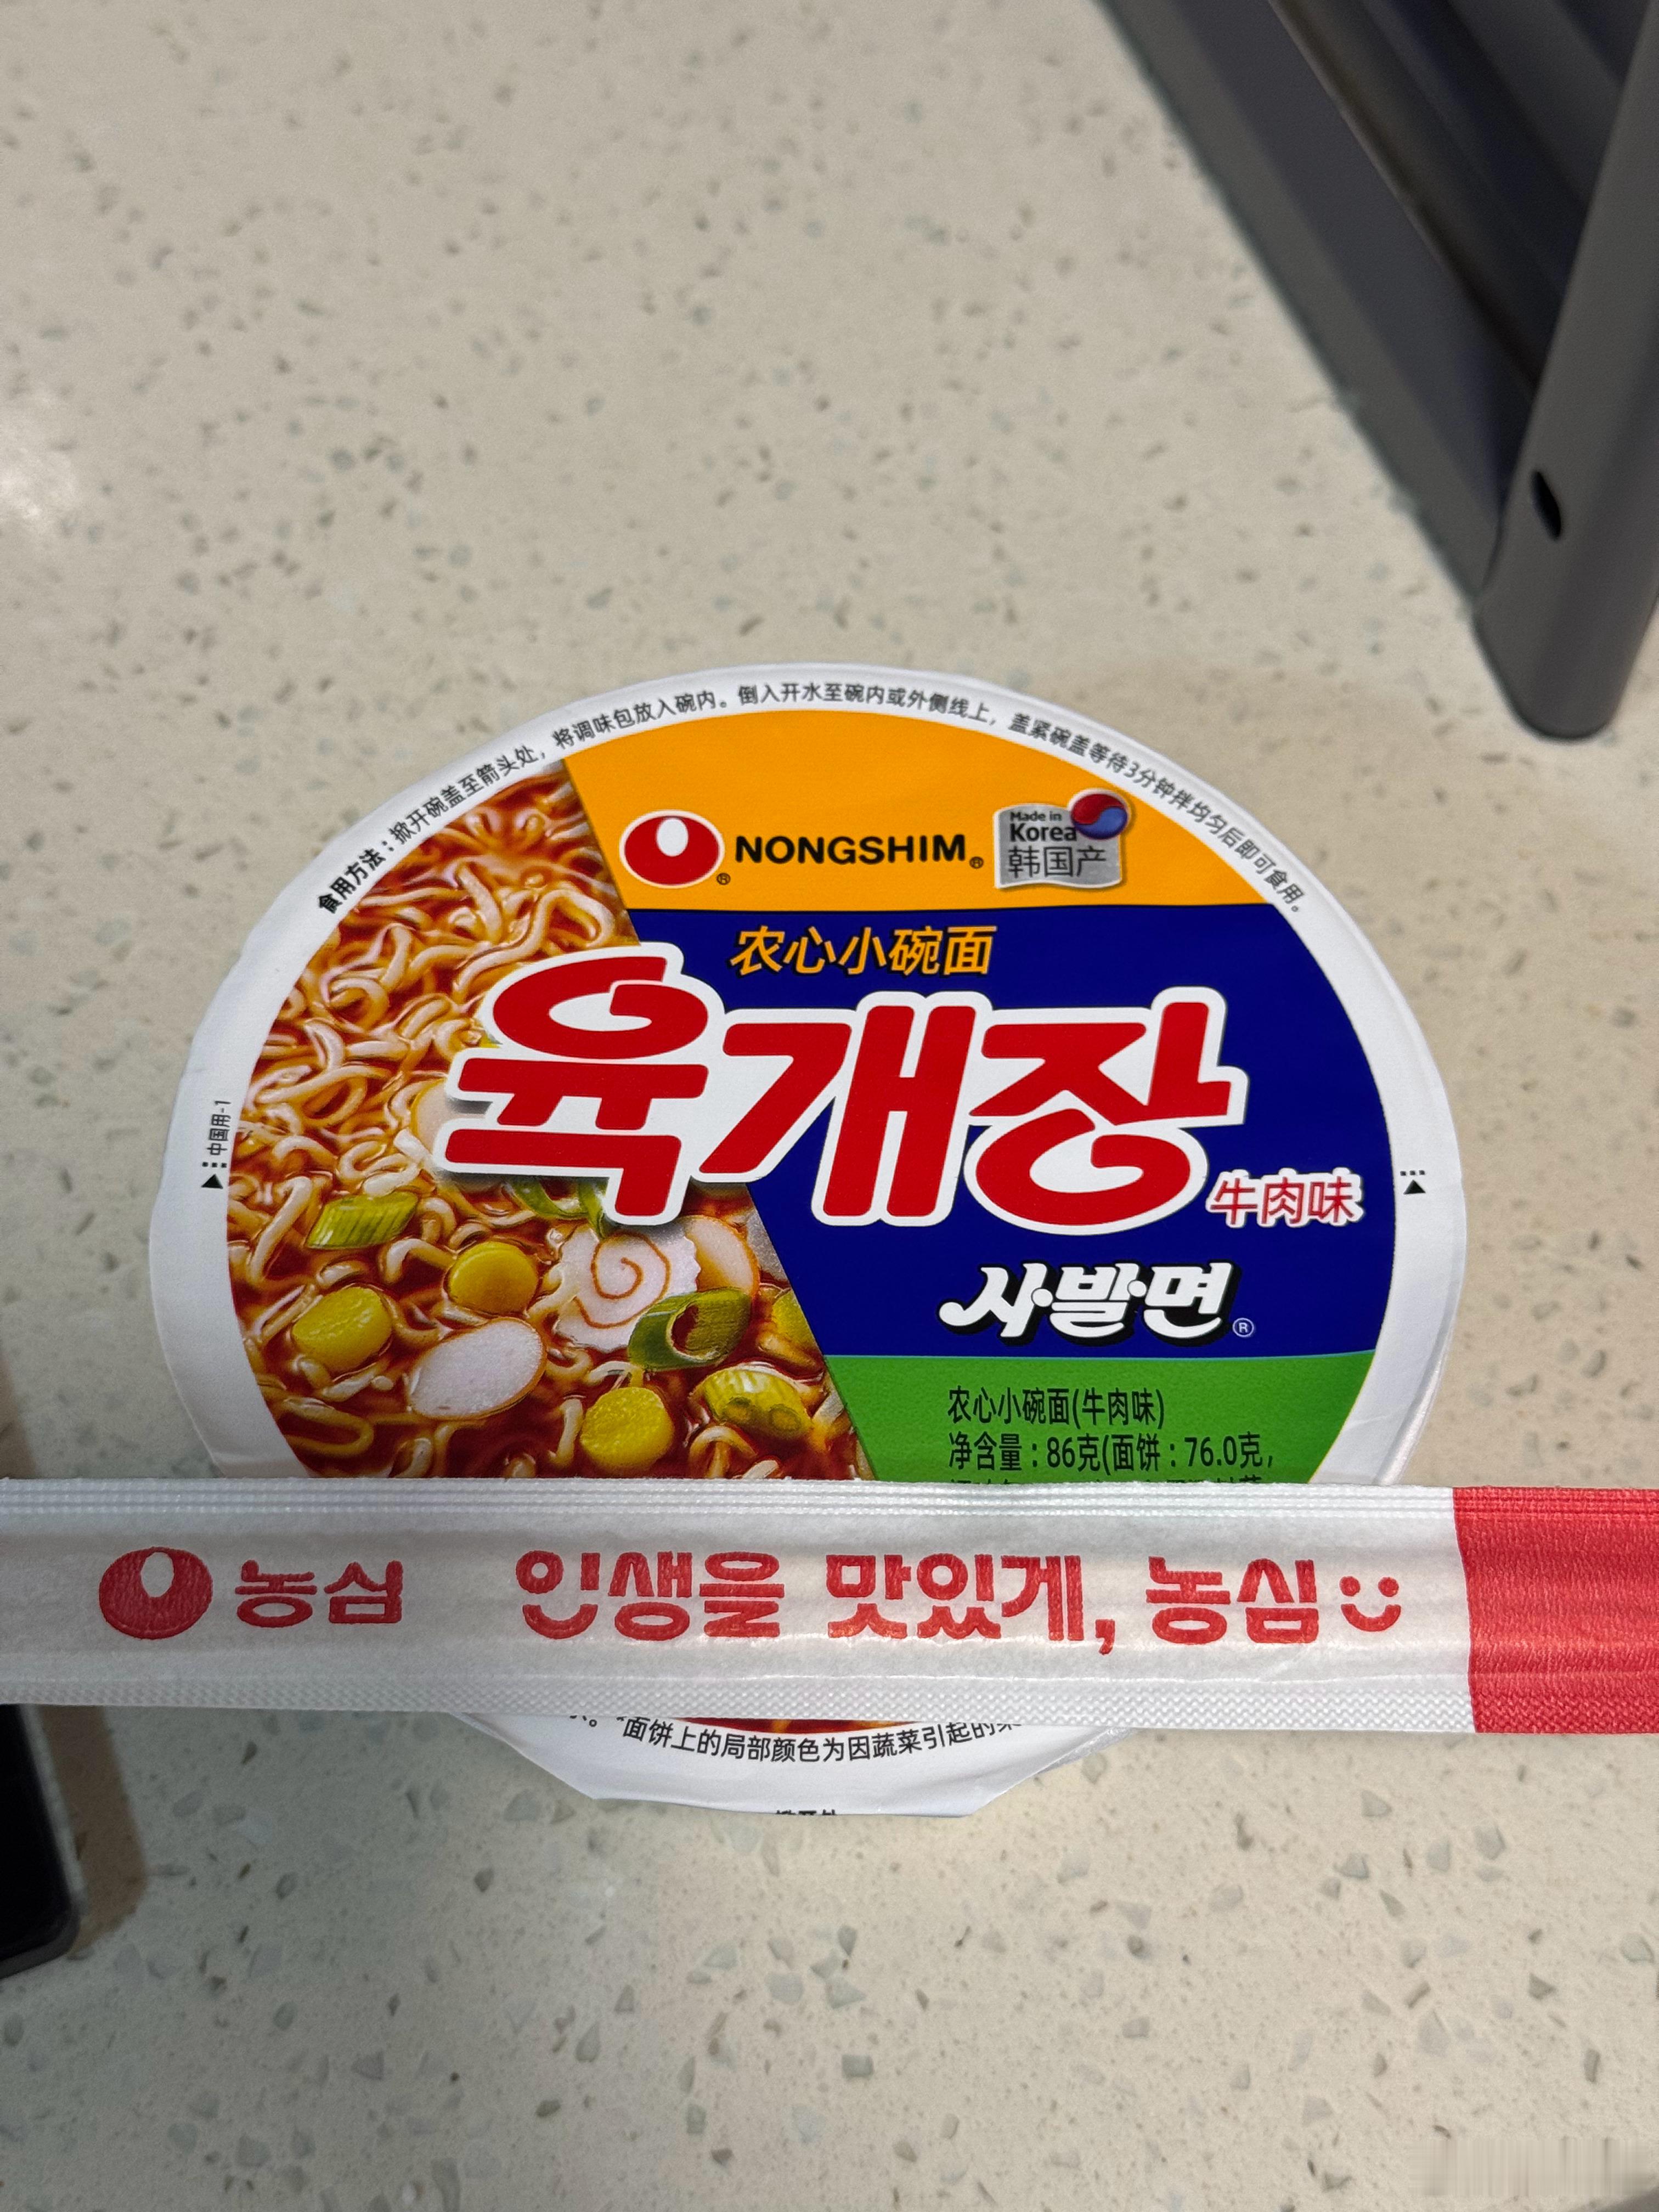 食用方法：掀开碗盖至箭头处，将调味包放入碗内。倒入开水至碗内或外侧线上，盖紧碗盖等待3分钟拌均匀后即可食用。
NONGSHIM®
Made in
Korea
韩国产
农心小碗面
육개장
牛肉味
사발면®
中国用-1
农心小碗面(牛肉味)
净含量：86克(面饼：76.0克，
농심 인생을 맛있게, 농심
*面饼上的局部颜色为因蔬菜引起的